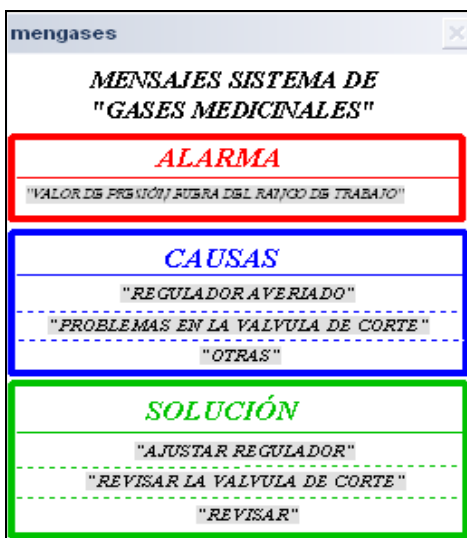 mengases
MENSAJES SISTEMA DE
"GASES MEDICINALES"
ALARMA
"VALOR DE PRESIÓN FUERA DEL RANGO DE TRABAJO"
CAUSAS
"REGULADOR AVERIADO"
"PROBLEMAS EN LA VALVULA DE CORTE"
"OTRAS"
SOLUCIÓN
"AJUSTAR REGULADOR"
"REVISAR LA VALVULA DE CORTE"
"REVISAR"